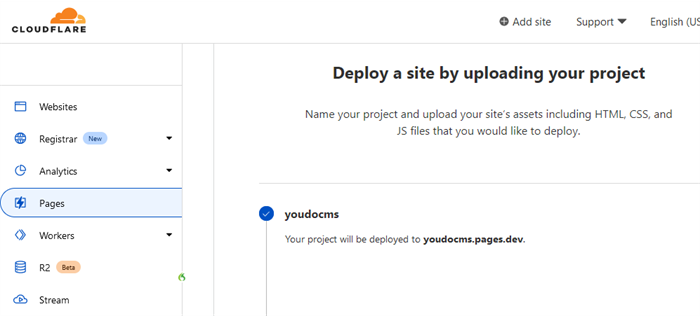 CLOUDFLARE
Add site
Support
English (US
Deploy a site by uploading your project
Name your project and upload your site's assets including HTML, CSS, and
JS files that you would like to deploy.
Websites
Registrar New
Analytics
Pages
Workers
R2 Beta
Stream
youdocms
Your project will be deployed to youdocms.pages.dev.